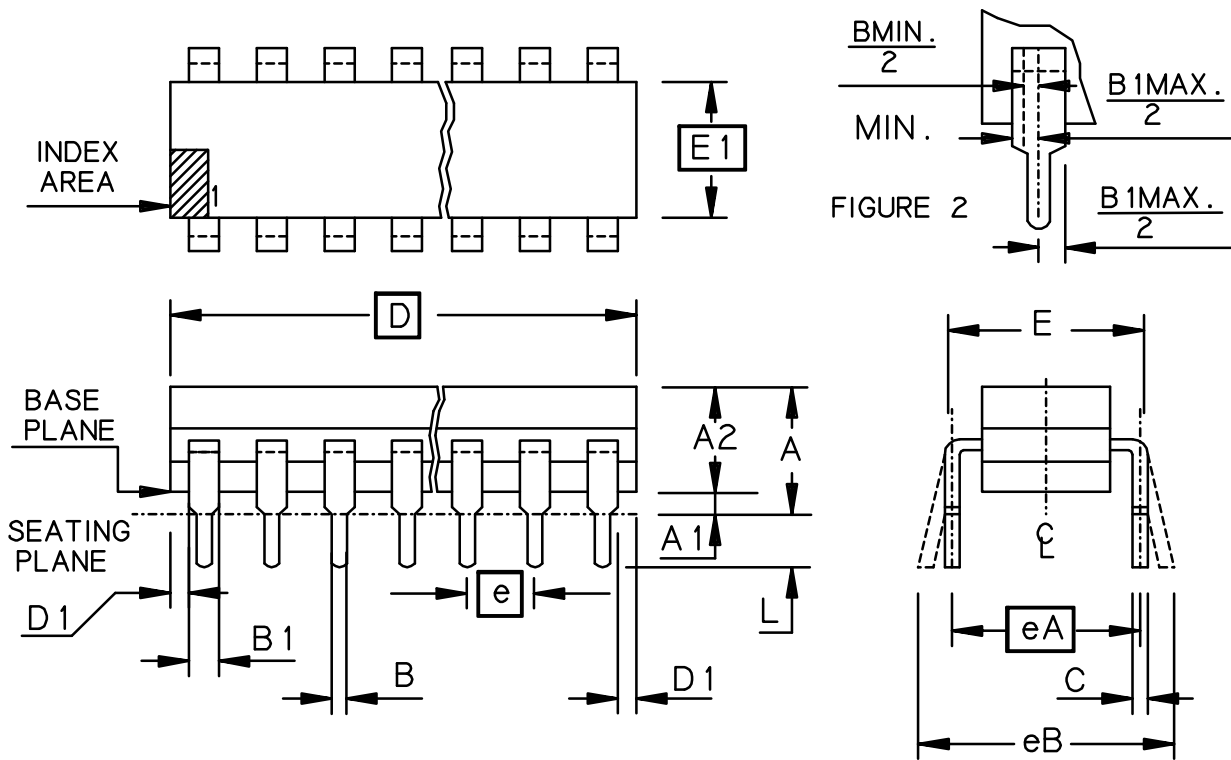 INDEX
AREA
1
E1
BMIN.
2
MIN.
B1MAX.
2
FIGURE 2
B1MAX.
2
D
BASE
PLANE
A2
A
SEATING
PLANE
A1
e
L
D1
B1
B
D1
E
CL
eA
C
eB